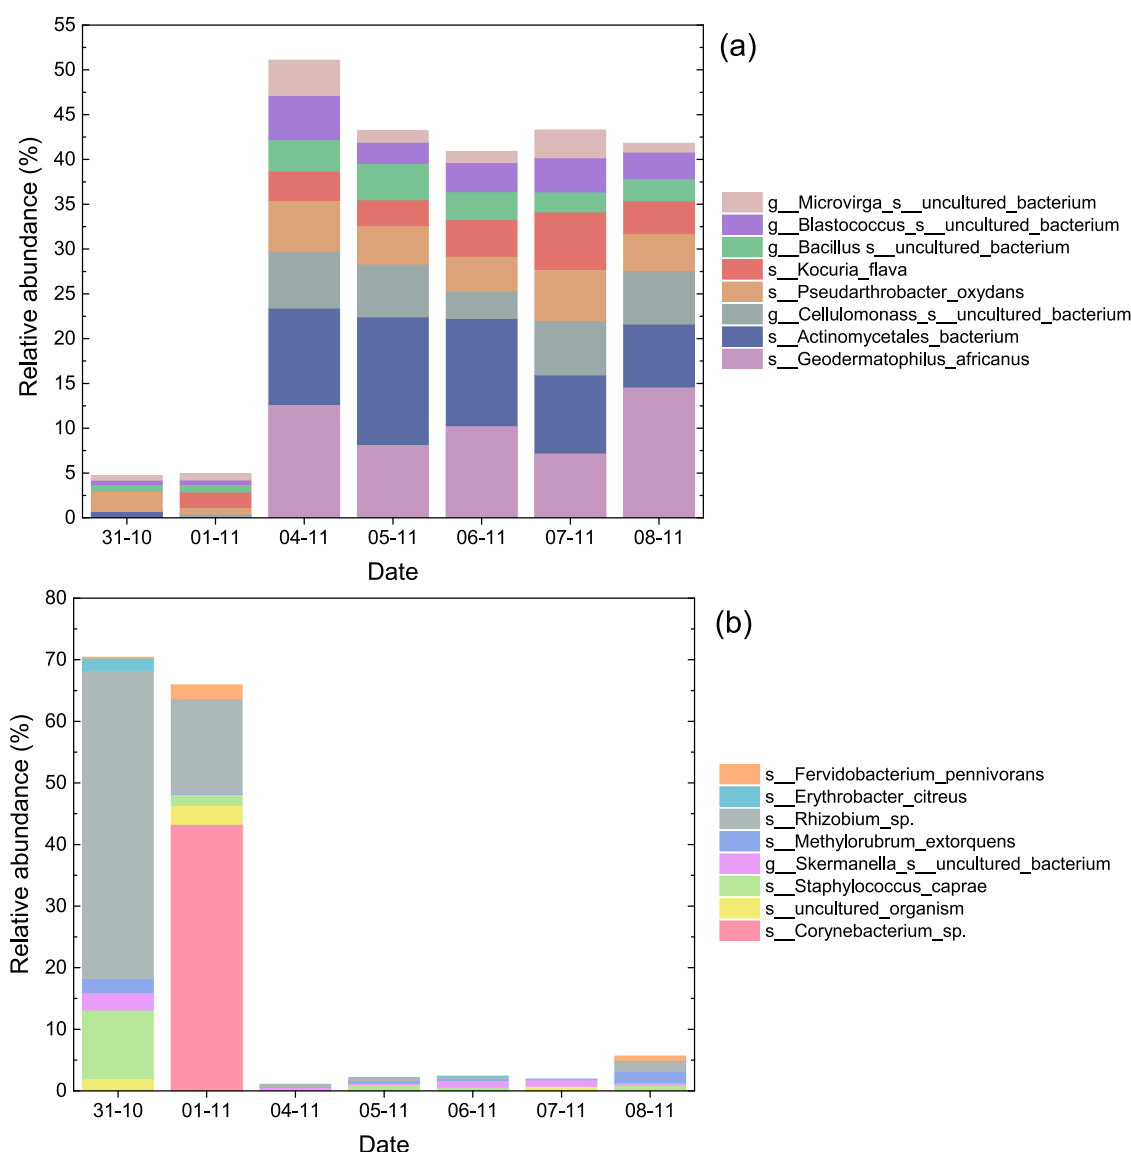 (a)
55
50
45
40
35
30
25
20
15
10
5
0
Relative abundance (%)
31-10 01-11 04-11 05-11 06-11 07-11 08-11
Date
g__Microvirga_s__uncultured_bacterium
g__Blastococcus_s__uncultured_bacterium
g__Bacillus s__uncultured_bacterium
s__Kocuria_flava
s__Pseudarthrobacter_oxydans
g__Cellulomonass_s__uncultured_bacterium
s__Actinomycetales_bacterium
s__Geodermatophilus_africanus
(b)
80
70
60
50
40
30
20
10
0
Relative abundance (%)
31-10 01-11 04-11 05-11 06-11 07-11 08-11
Date
s__Fervidobacterium_pennivorans
s__Erythrobacter_citreus
s__Rhizobium_sp.
s__Methylorubrum_extorquens
g__Skermanella_s__uncultured_bacterium
s__Staphylococcus_caprae
s__uncultured_organism
s__Corynebacterium_sp.